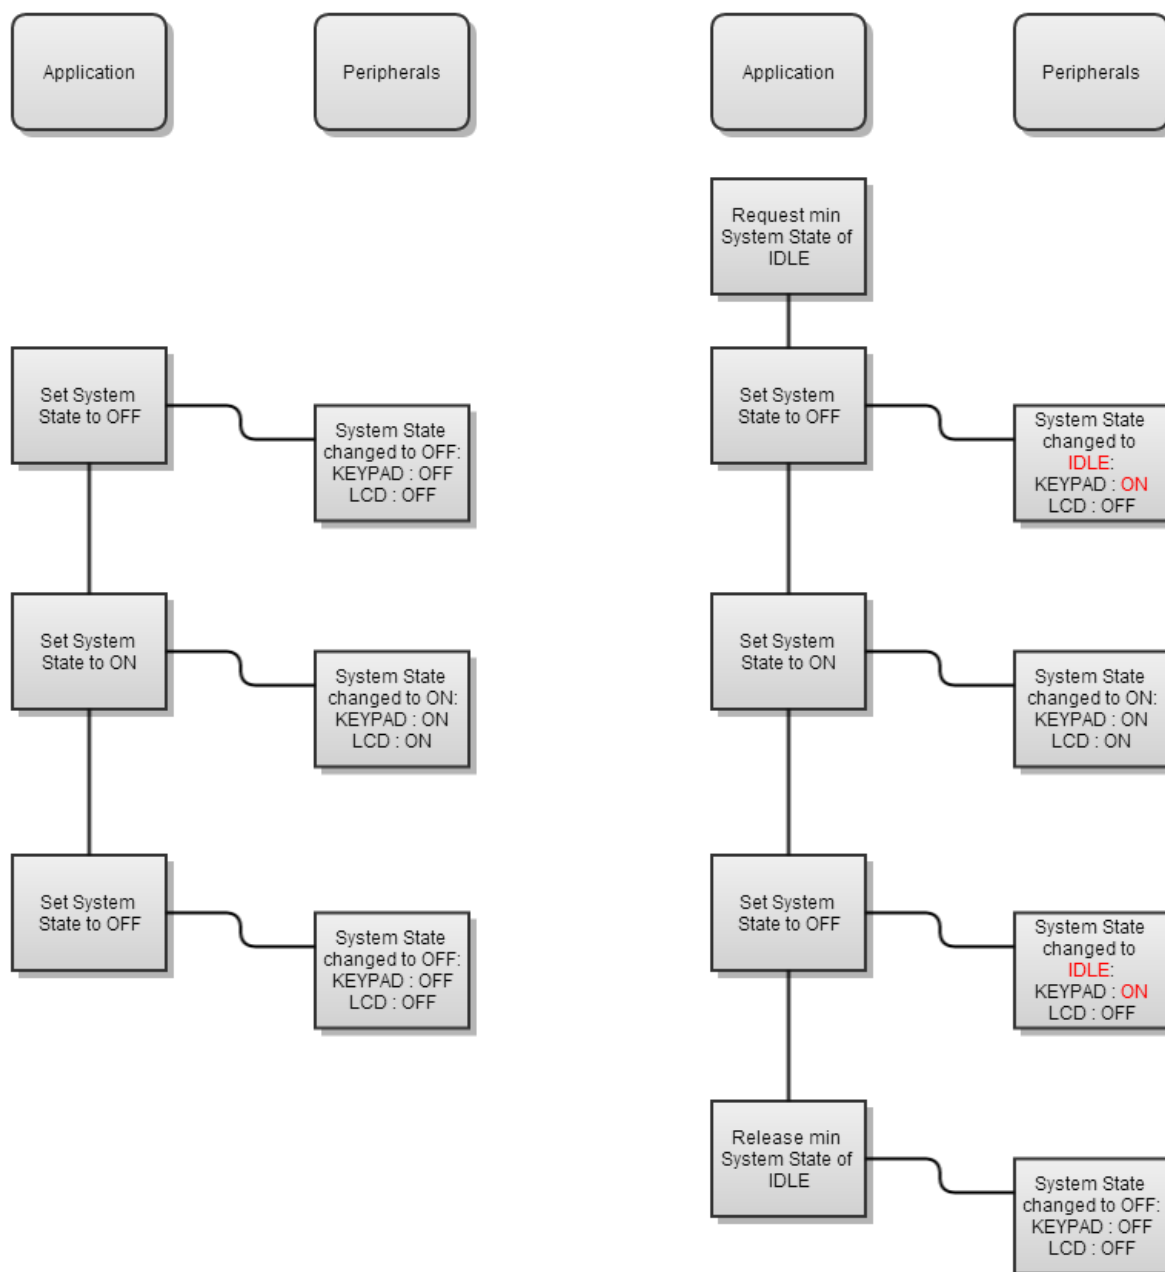 Application
Peripherals
Application
Peripherals
Request min
System State of
IDLE
Set System
State to OFF
System State
changed to OFF:
KEYPAD : OFF
LCD : OFF
Set System
State to OFF
System State
changed to
IDLE:
KEYPAD : ON
LCD : OFF
Set System
State to ON
System State
changed to ON:
KEYPAD : ON
LCD : ON
Set System
State to ON
System State
changed to ON:
KEYPAD : ON
LCD : ON
Set System
State to OFF
System State
changed to OFF:
KEYPAD : OFF
LCD : OFF
Set System
State to OFF
System State
changed to
IDLE:
KEYPAD : ON
LCD : OFF
Release min
System State of
IDLE
System State
changed to OFF:
KEYPAD : OFF
LCD : OFF